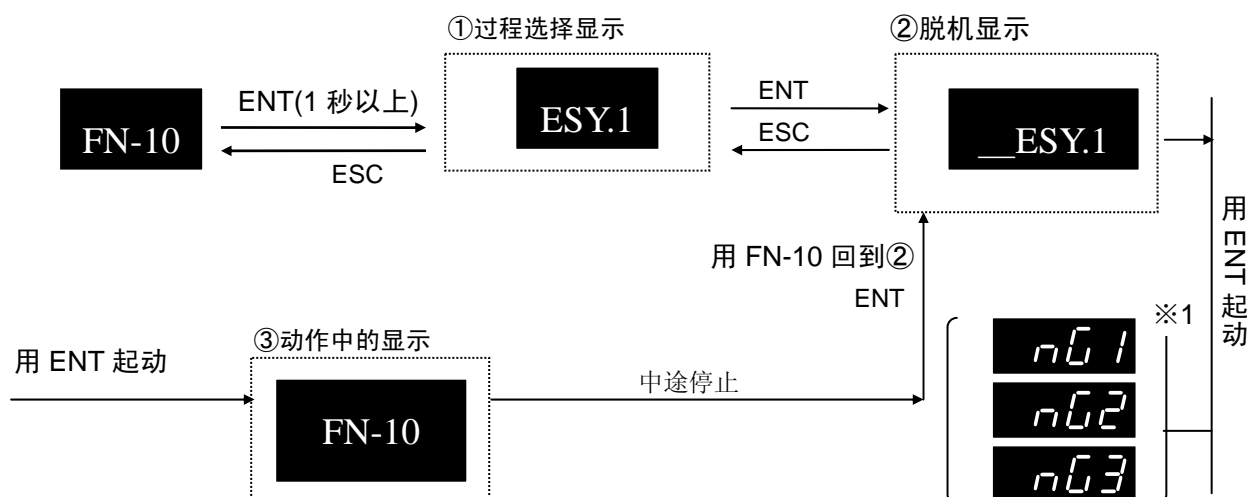 ①过程选择显示
②脱机显示
FN-10
ENT(1 秒以上)
ESC
ESY.1
ENT
ESC
__ESY.1
用 ENT 起动
用 FN-10 回到②
ENT
※1
nG1
nG2
nG3
③动作中的显示
用 ENT 起动
FN-10
中途停止